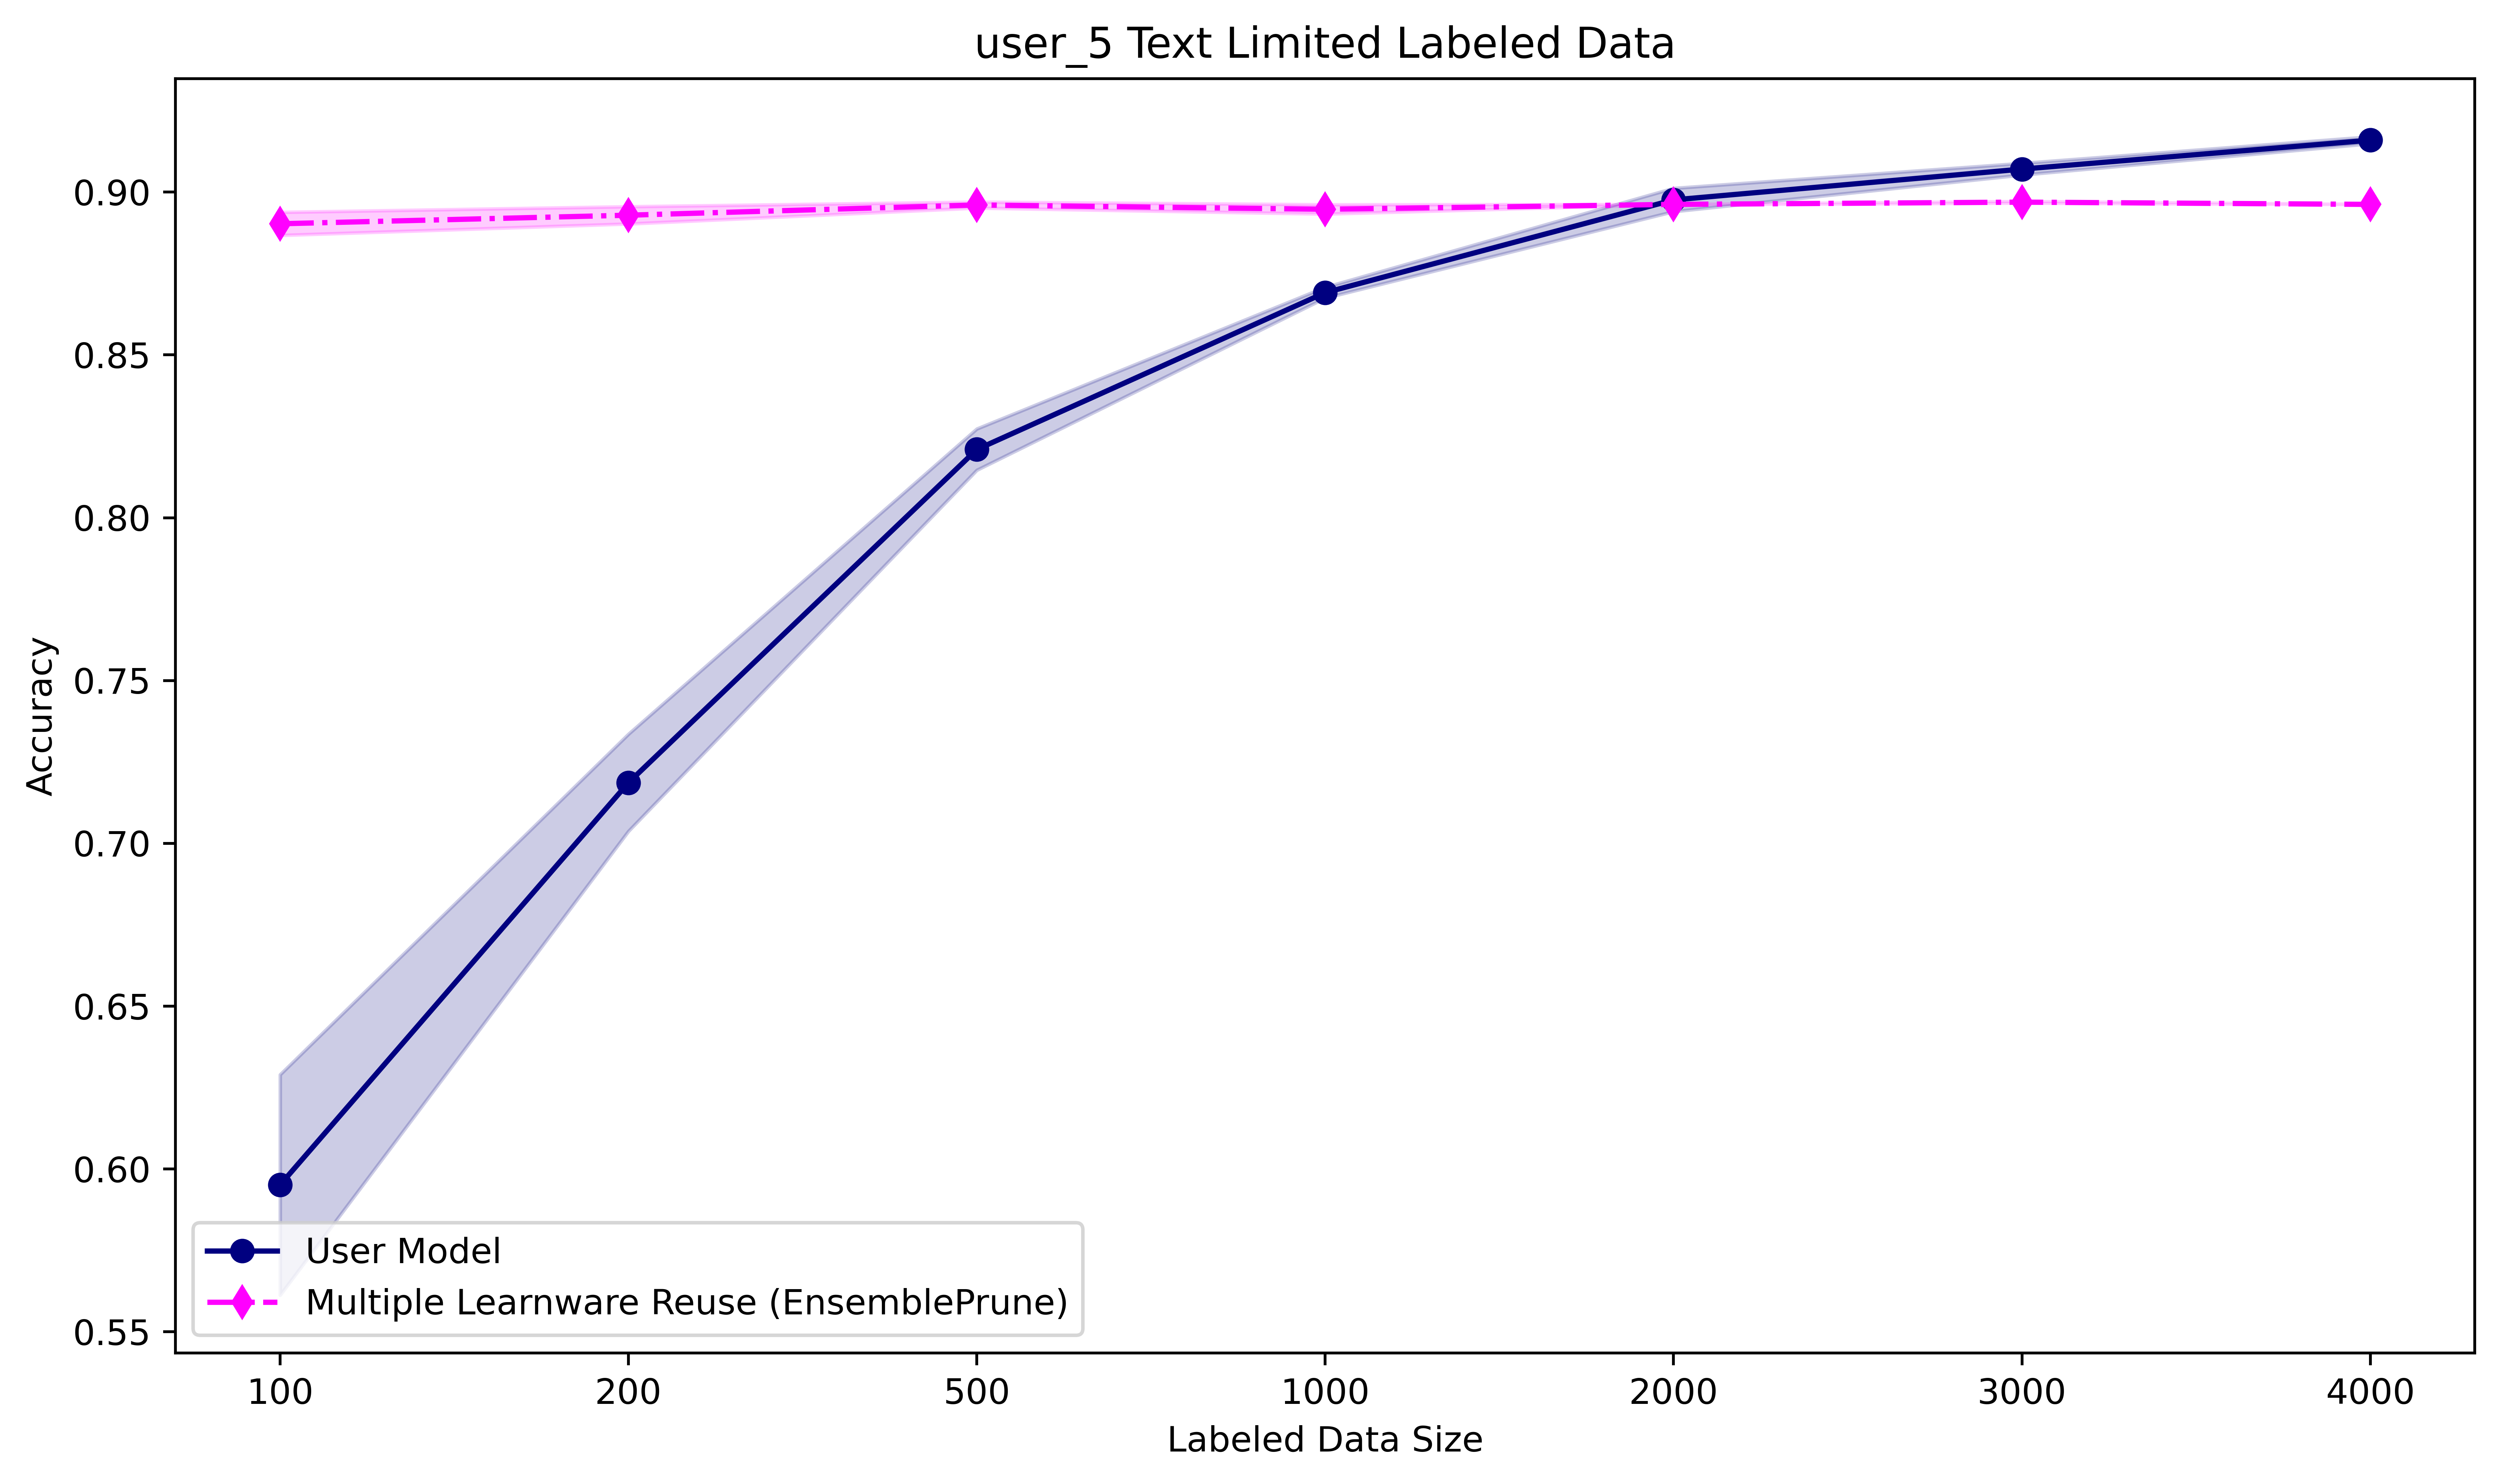 user_5 Text Limited Labeled Data
Accuracy
0.90
0.85
0.80
0.75
0.70
0.65
0.60
0.55
User Model
Multiple Learnware Reuse (EnsemblePrune)
100 200 500 1000 2000 3000 4000
Labeled Data Size